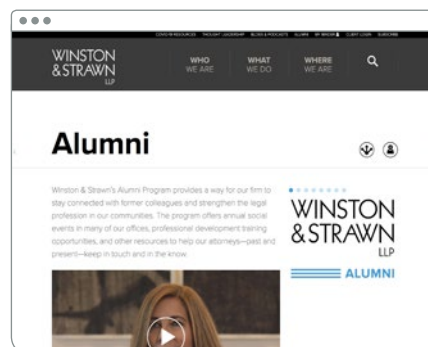 COVID-19 RESOURCES THOUGHT LEADERSHIP BLOGS & PODCASTS ALUMNI MY BINDER CLIENT LOGIN SUBSCRIBE
WINSTON
& STRAWN
LLP
WHO
WE ARE
WHAT
WE DO
WHERE
WE ARE
Alumni
Winston & Strawn's Alumni Program provides a way for our firm to
stay connected with former colleagues and strengthen the legal
profession in our communities. The program offers annual social
events in many of our offices, professional development training
opportunities, and other resources to help our attorneys—past and
present—keep in touch and in the know.
WINSTON
& STRAWN
LLP
ALUMNI